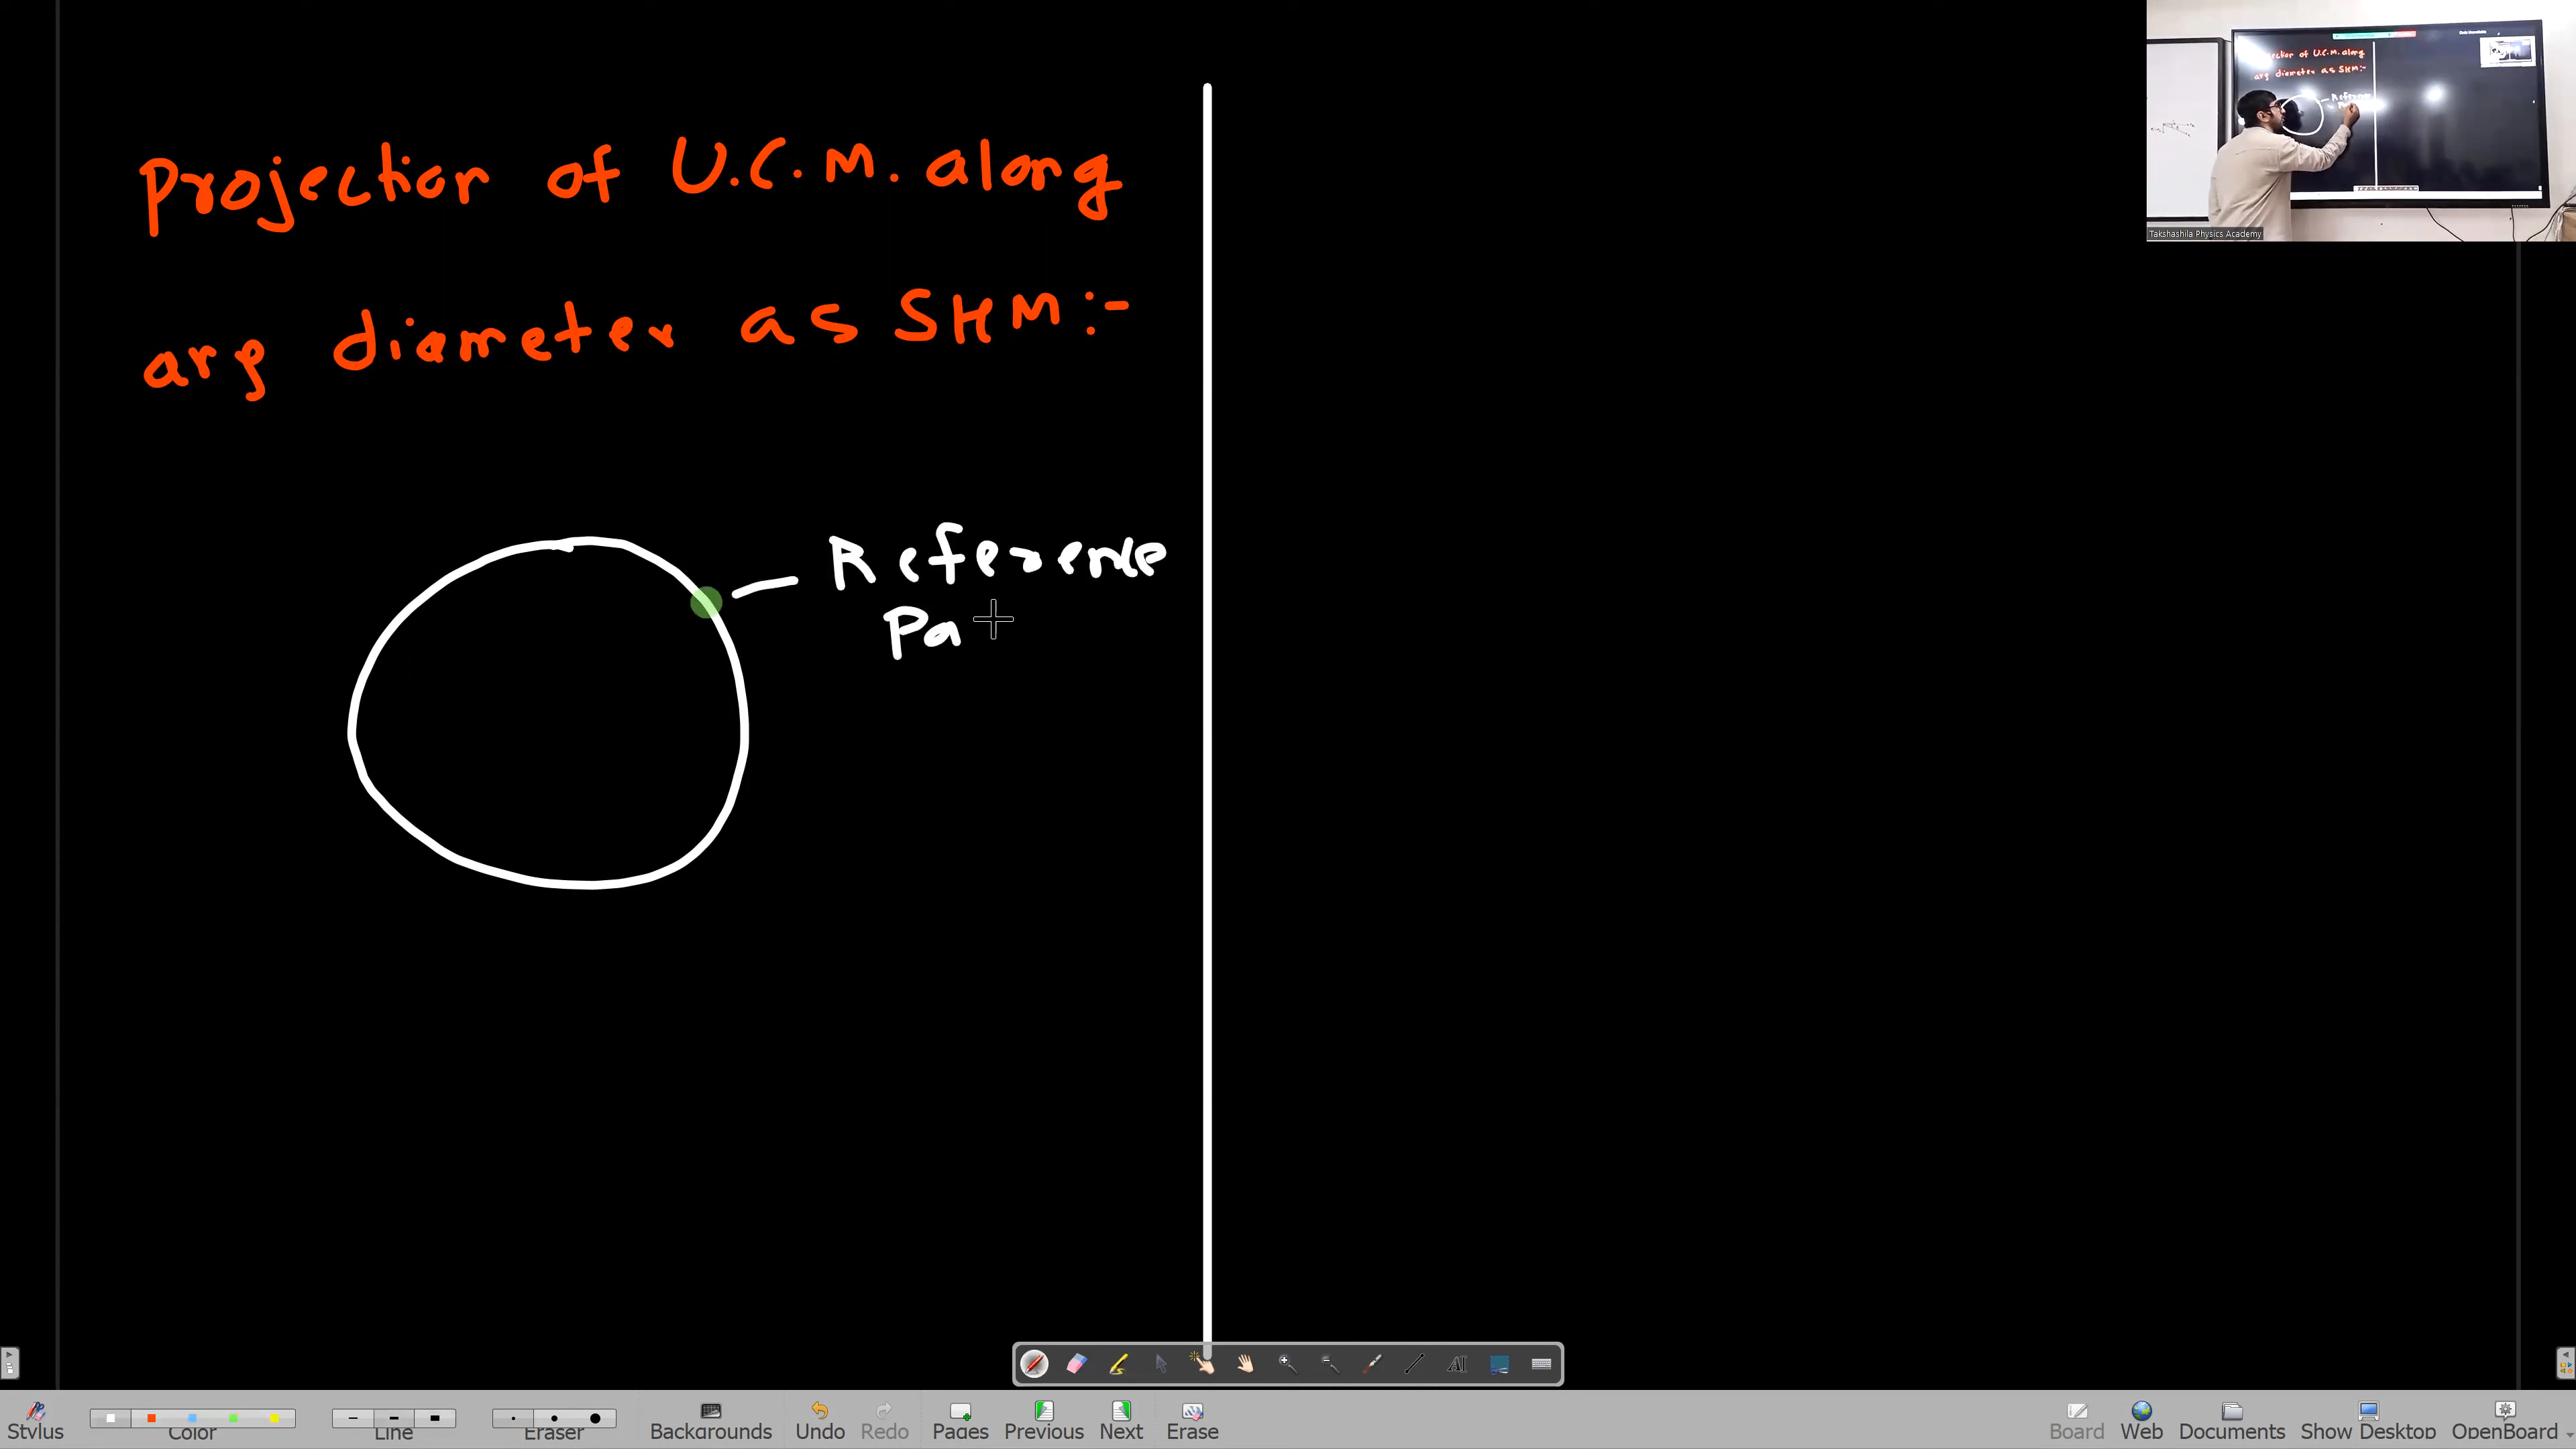 Projection of U.C.M. along
any diameter as SHM:-
Reference
Pa
Takshashila Physics Academy
Stylus
Color
Line
Eraser
Backgrounds
Undo
Redo
Pages
Previous
Next
Erase
Board
Web
Documents
Show Desktop
OpenBoard